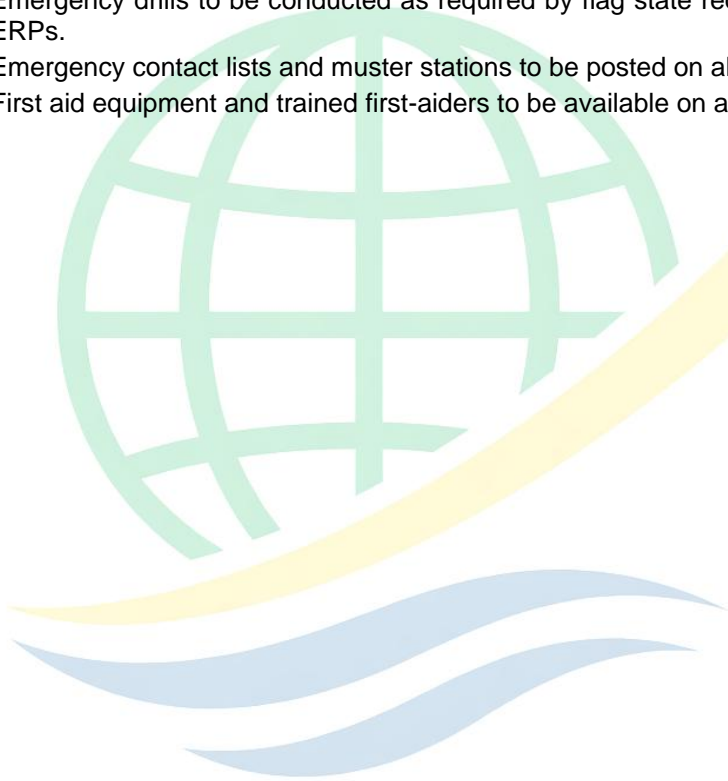 Emergency drills to be conducted as required by flag state
ERPs.
Emergency contact lists and muster stations to be posted on
First aid equipment and trained first-aiders to be available on